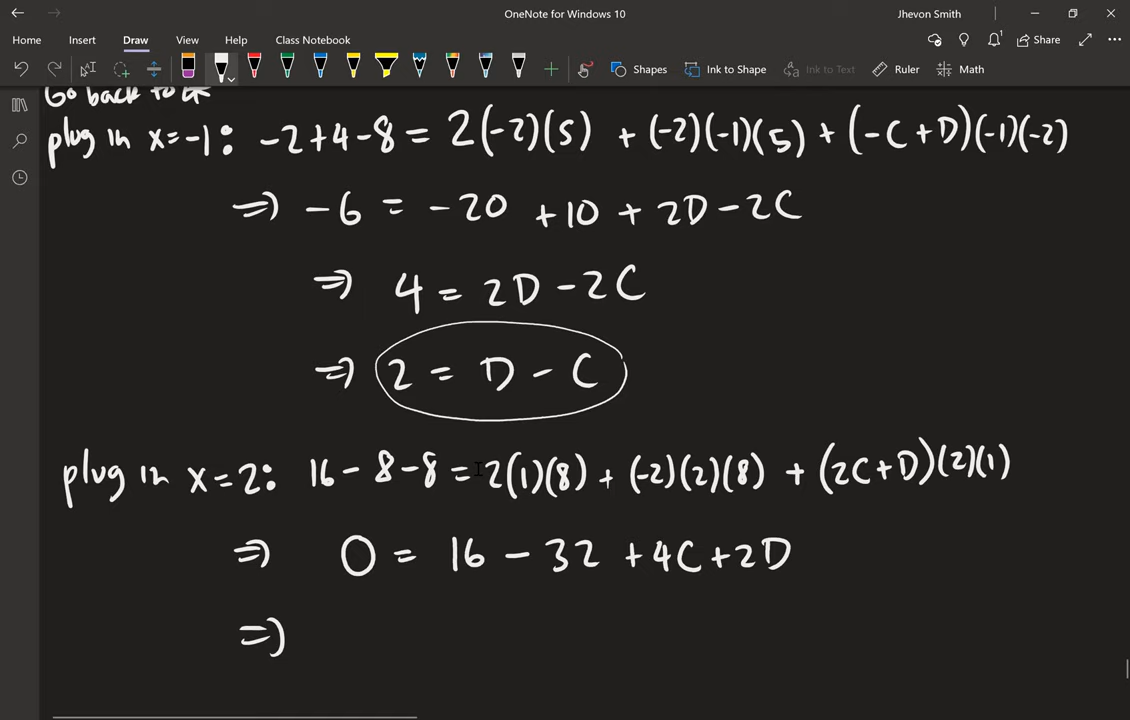 OneNote for Windows 10
Jhevon Smith
Home Insert Draw View Help Class Notebook
Share
Shapes Ink to Shape Ink to Text Ruler Math
Go back to
plug in x=-1: -2+4-8 = 2(-2)(5) + (-2)(-1)(5) + (-C+D)(-1)(-2)
=) -6 = -20 +10 + 2D -2C
=) 4 = 2D -2C
=) 2 = D - C
plug in x=2: 16 - 8 -8 = 2(1)(8) + (-2)(2)(8) + (2C+D)(2)(1)
=) 0 = 16 - 32 +4C +2D
=)